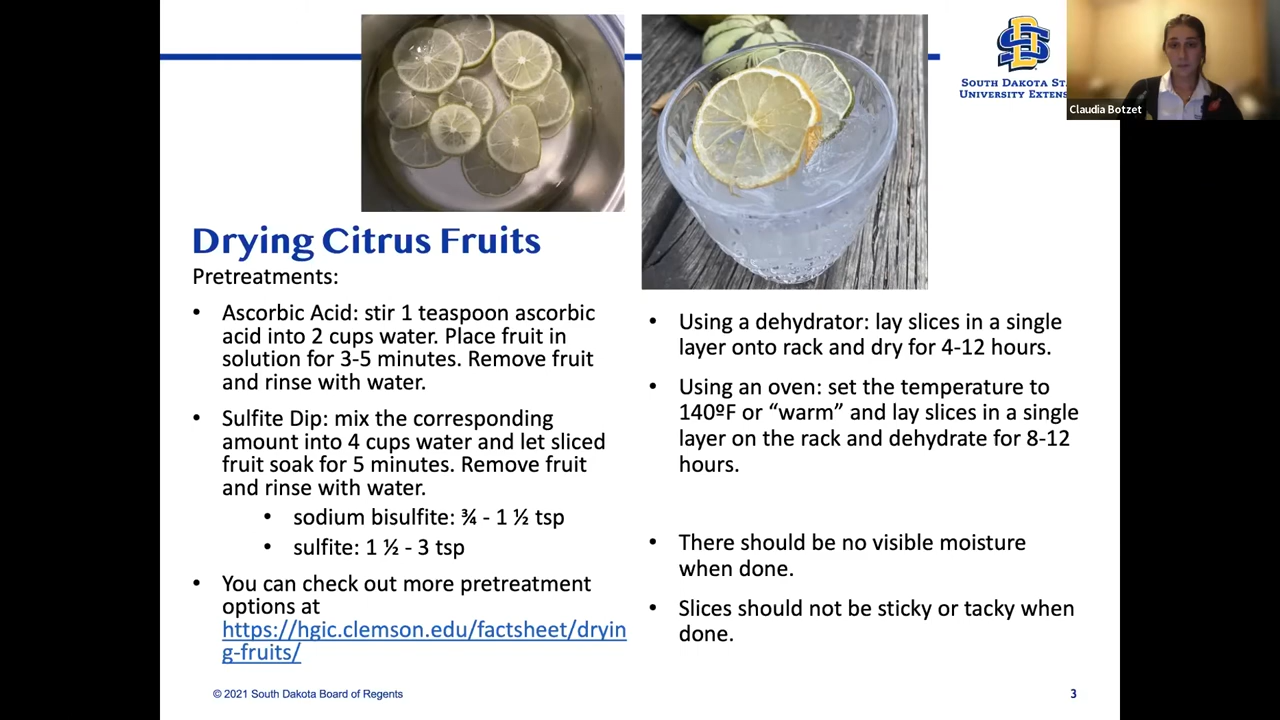 SOUTH DAKOTA STA
UNIVERSITY EXTENS
Claudia Botzet
Drying Citrus Fruits
Pretreatments:
• Ascorbic Acid: stir 1 teaspoon ascorbic
acid into 2 cups water. Place fruit in
solution for 3-5 minutes. Remove fruit
and rinse with water.
• Sulfite Dip: mix the corresponding
amount into 4 cups water and let sliced
fruit soak for 5 minutes. Remove fruit
and rinse with water.
• sodium bisulfite: ¾ - 1 ½ tsp
• sulfite: 1 ½ - 3 tsp
• You can check out more pretreatment
options at
https://hgic.clemson.edu/factsheet/dryin
g-fruits/
• Using a dehydrator: lay slices in a single
layer onto rack and dry for 4-12 hours.
• Using an oven: set the temperature to
140ºF or “warm” and lay slices in a single
layer on the rack and dehydrate for 8-12
hours.
• There should be no visible moisture
when done.
• Slices should not be sticky or tacky when
done.
© 2021 South Dakota Board of Regents
3